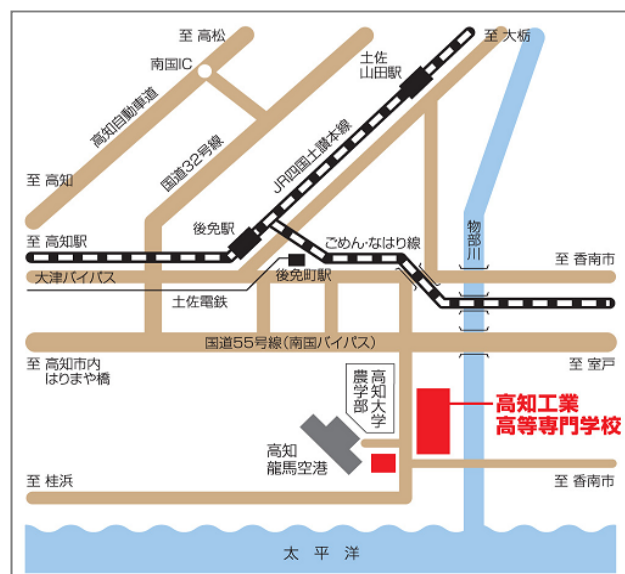 至 高松
至 大栃
南国IC
土佐
山田駅
高知自動車道
国道32号線
JR四国土讃本線
至 高知
物部川
後免駅
ごめん・なはり線
至 高知駅
至 香南市
大津バイパス
後免町駅
土佐電鉄
国道55号線(南国バイパス)
至 高知市内
はりまや橋
至 室戸
高知大学
農学部
高知工業
高等専門学校
高知
龍馬空港
至 桂浜
至 香南市
太平洋